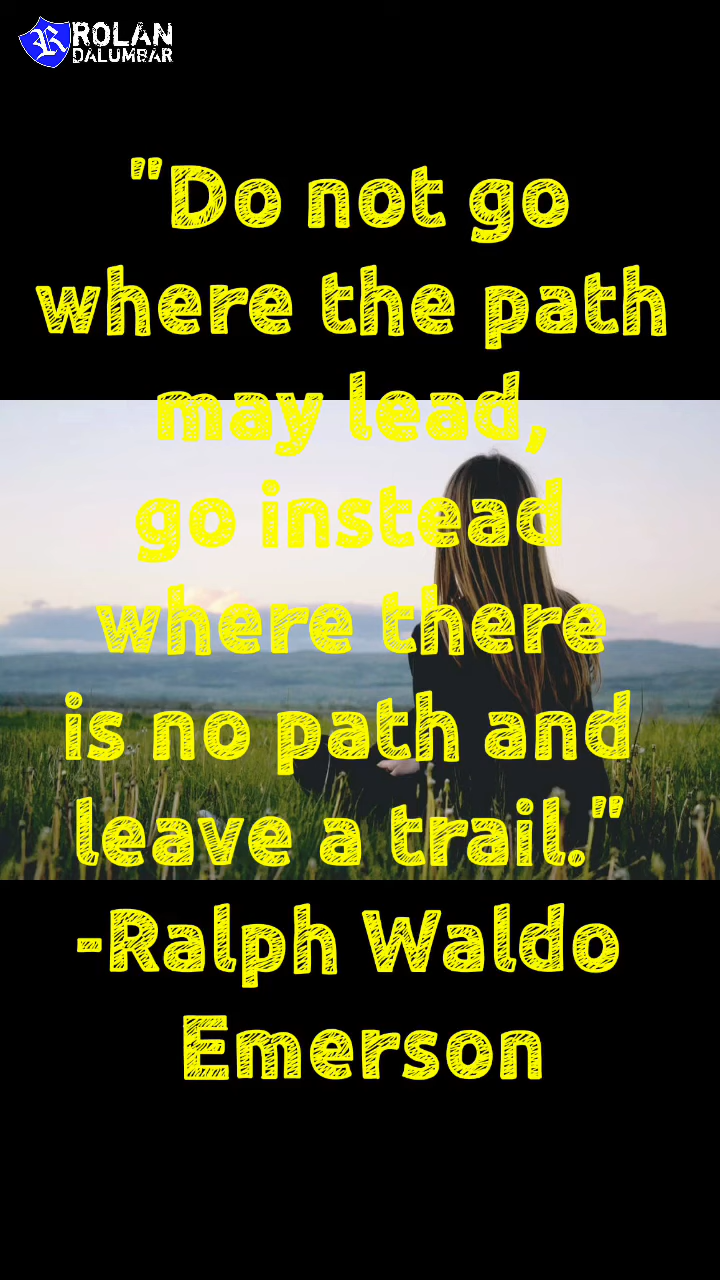 ROLAN
DALUMBAR
"Do not go
where the path
may lead,
go instead
where there
is no path and
leave a trail."
-Ralph Waldo
Emerson